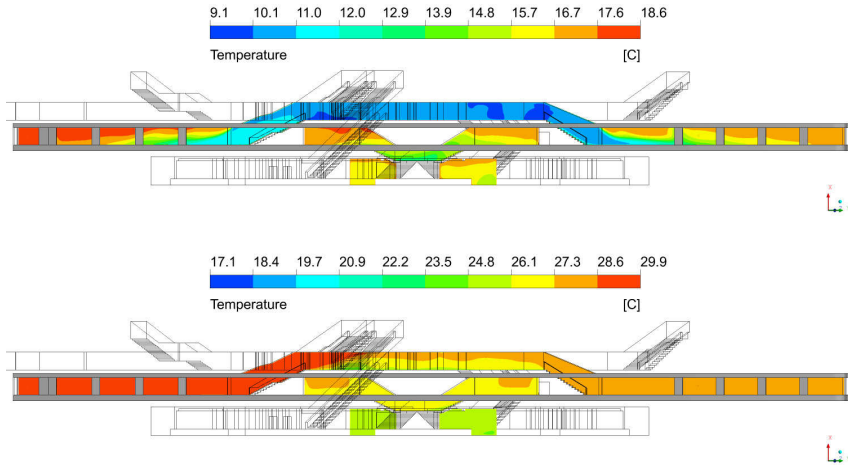 9.1 10.1 11.0 12.0 12.9 13.9 14.8 15.7 16.7 17.6 18.6
Temperature [C]
17.1 18.4 19.7 20.9 22.2 23.5 24.8 26.1 27.3 28.6 29.9
Temperature [C]